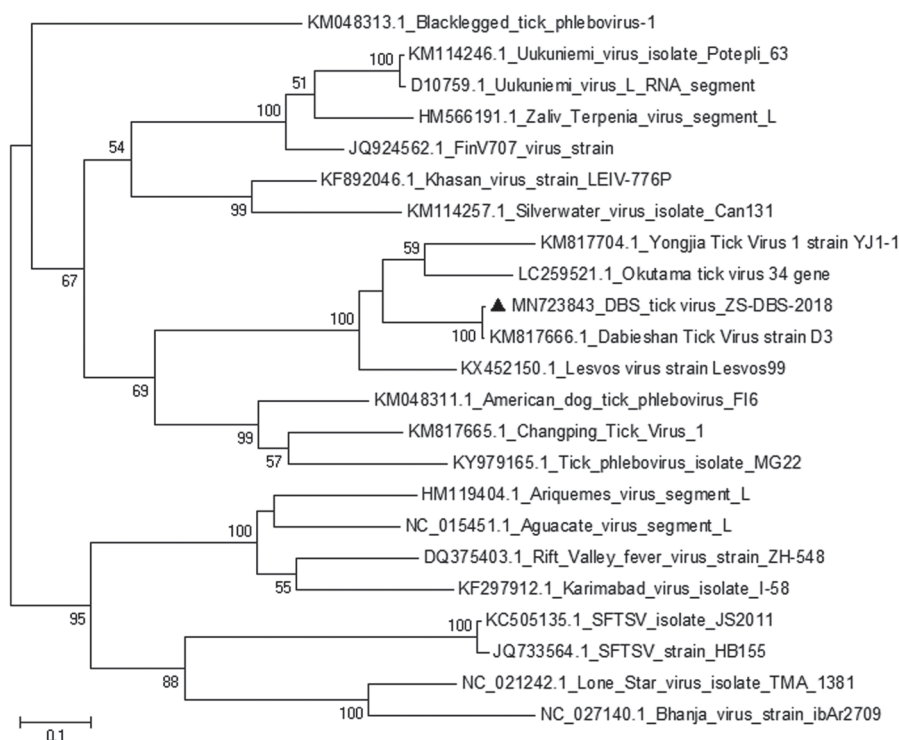 KM048313.1_Blacklegged_tick_phlebovirus-1
100
KM114246.1_Uukuniemi_virus_isolate_Potepli_63
51
D10759.1_Uukuniemi_virus_L_RNA_segment
100
HM566191.1_Zaliv_Terpenia_virus_segment_L
54
JQ924562.1_FinV707_virus_strain
KF892046.1_Khasan_virus_strain_LEIV-776P
99
KM114257.1_Silverwater_virus_isolate_Can131
59
KM817704.1_Yongjia Tick Virus 1 strain YJ1-1
67
LC259521.1_Okutama tick virus 34 gene
▲ MN723843_DBS_tick virus_ZS-DBS-2018
100
100
KM817666.1_Dabieshan Tick Virus strain D3
KX452150.1_Lesvos virus strain Lesvos99
69
KM048311.1_American_dog_tick_phlebovirus_FI6
99
KM817665.1_Changping_Tick_Virus_1
57
KY979165.1_Tick_phlebovirus_isolate_MG22
HM119404.1_Ariquemes_virus_segment_L
100
NC_015451.1_Aguacate_virus_segment_L
DQ375403.1_Rift_Valley_fever_virus_strain_ZH-548
55
KF297912.1_Karimabad_virus_isolate_I-58
95
100
KC505135.1_SFTSV_isolate_JS2011
JQ733564.1_SFTSV_strain_HB155
88
NC_021242.1_Lone_Star_virus_isolate_TMA_1381
100
NC_027140.1_Bhanja_virus_strain_ibAr2709
0.1